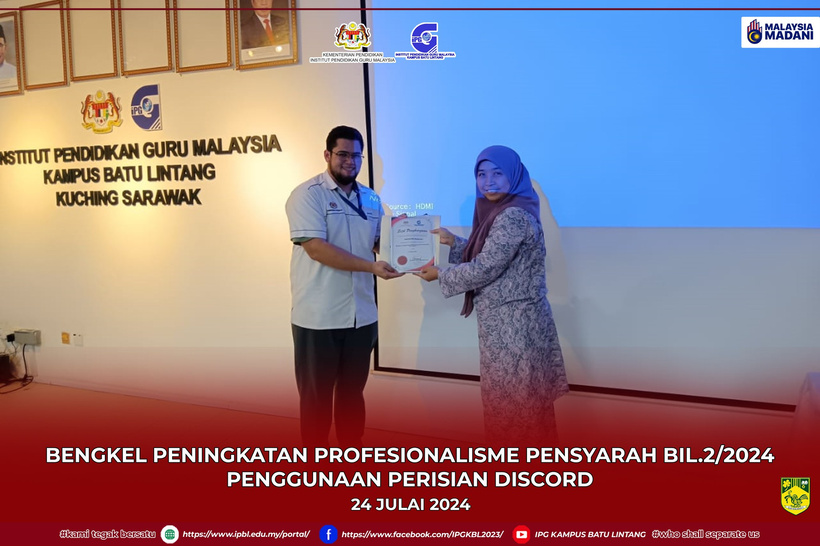 KEMENTERIAN PENDIDIKAN
INSTITUT PENDIDIKAN GURU MALAYSIA
IPG
INSTITUT PENDIDIKAN GURU MALAYSIA
KAMPUS BATU LINTANG
MALAYSIA
MADANI
IPG
INSTITUT PENDIDIKAN GURU MALAYSIA
KAMPUS BATU LINTANG
KUCHING SARAWAK
Source: HDMI
BENGKEL PENINGKATAN PROFESIONALISME PENSYARAH BIL.2/2024
PENGGUNAAN PERISIAN DISCORD
24 JULAI 2024
#kami tegak bersatu https://www.ipbl.edu.my/portal/ https://www.facebook.com/IPGKBL2023/ IPG KAMPUS BATU LINTANG #who shall separate us